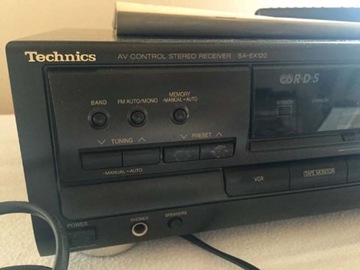 Technics
AV CONTROL STEREO RECEIVER SA-EX120
MEMORY
-MANUAL -AUTO
BAND
FM AUTO/MONO
R·D·S
TUNING
PRESET
-MANUAL -AUTO
VCR
TAPE MONITOR
POWER
PHONES
SPEAKERS